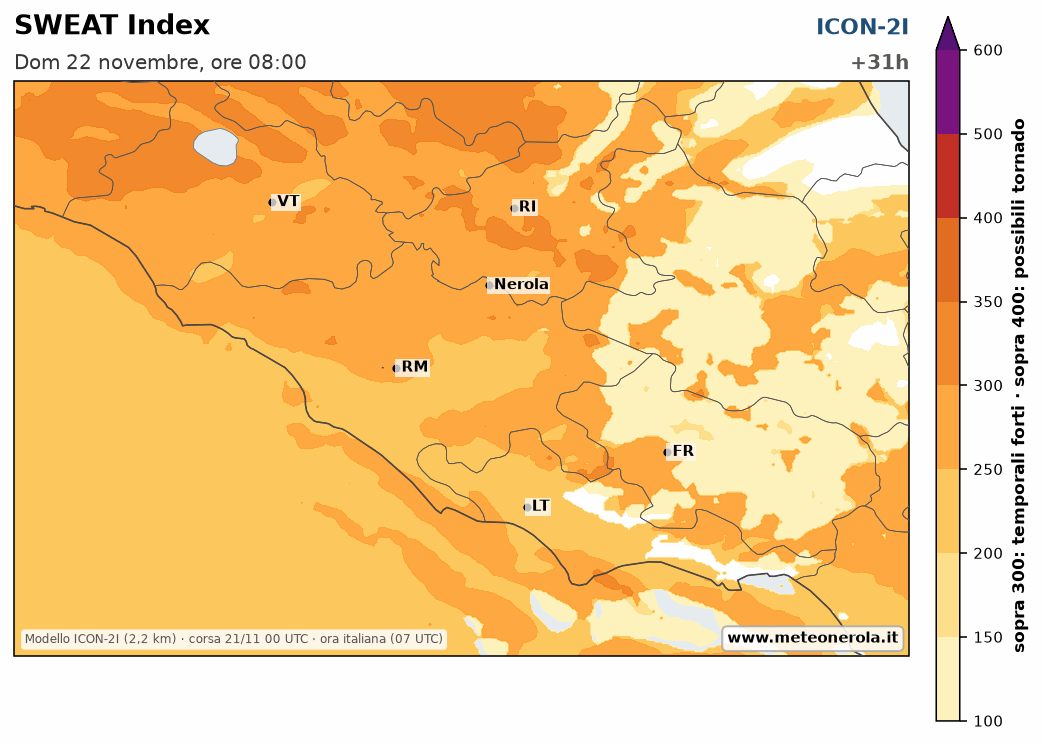 SWEAT Index
ICON-2I
Dom 22 novembre, ore 08:00
+31h
VT
RI
Nerola
RM
FR
LT
Modello ICON-2I (2,2 km) · corsa 21/11 00 UTC · ora italiana (07 UTC)
www.meteonerola.it
600
500
400
350
300
250
200
150
100
sopra 300: temporali forti · sopra 400: possibili tornado